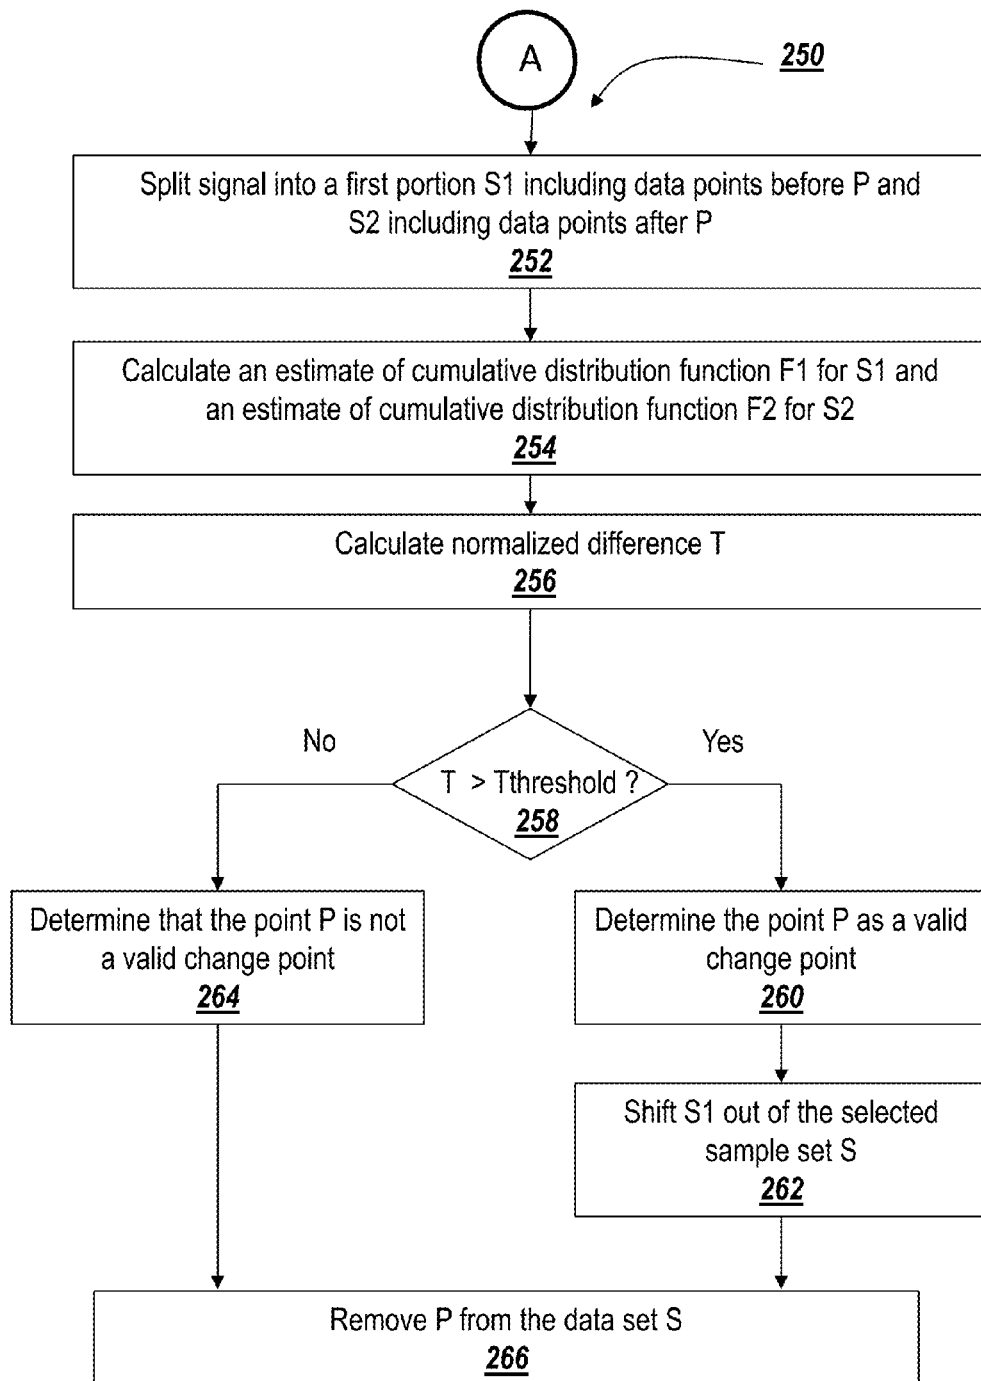 A
250
Split signal into a first portion S1 including data points before P and
S2 including data points after P
252
Calculate an estimate of cumulative distribution function F1 for S1 and
an estimate of cumulative distribution function F2 for S2
254
Calculate normalized difference T
256
No
Yes
T > Tthreshold ?
258
Determine that the point P is not
a valid change point
264
Determine the point P as a valid
change point
260
Shift S1 out of the selected
sample set S
262
Remove P from the data set S
266